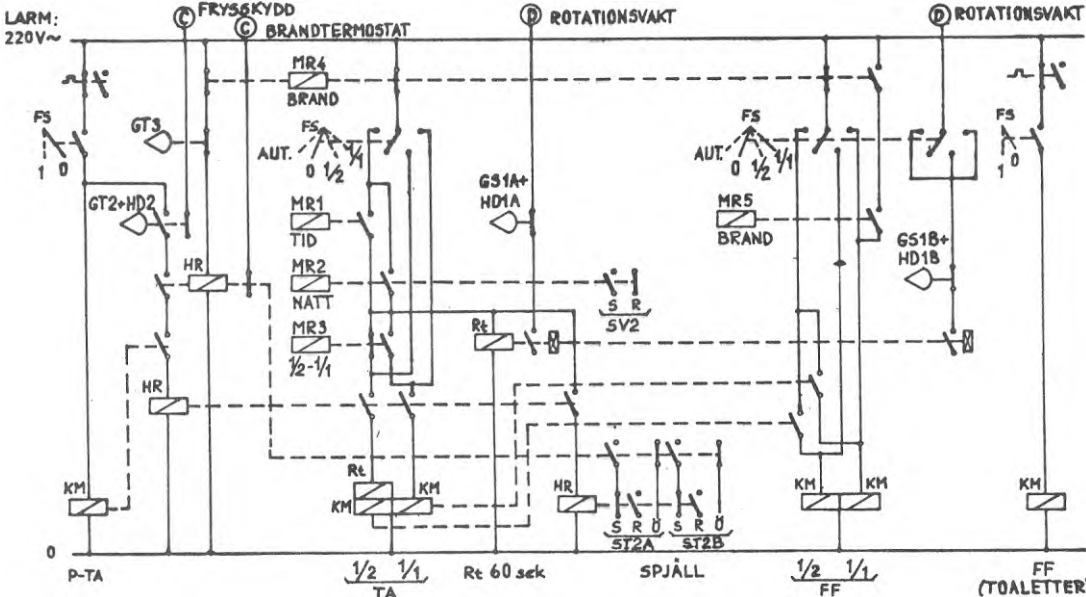 LARM:
220V~
C FRYSSKYDD
C BRANDTERMOSTAT
D ROTATIONSVAKT
D ROTATIONSVAKT
MR4
BRAND
FS
1 0
GT3
FS
AUT. 0 1/2 1/1
FS
AUT. 0 1/2 1/1
FS
1 0
GT2+HD2
GS1A+
HD1A
MR1
TID
MR5
BRAND
GS1B+
HD1B
HR
MR2
NATT
S R
SV2
MR3
1/2-1/1
Rt
HR
Rt
KM
KM
KM
HR
S R Ö S R Ö
ST2A ST2B
KM
KM
KM
0
P-TA
1/2 1/1
TA
Rt 60 sek
SPJÄLL
1/2 1/1
FF
FF
(TOALETTER)